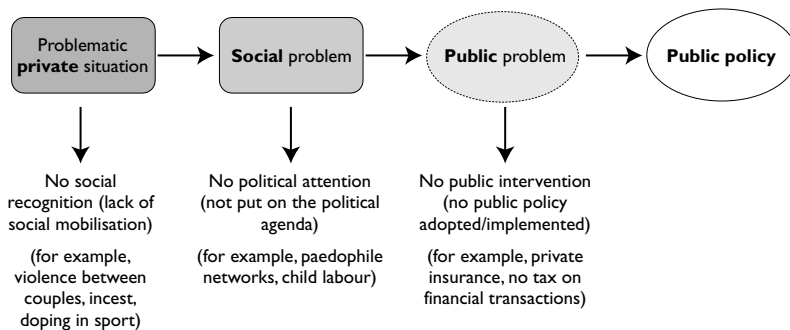 Problematic
private situation
Social problem
Public problem
Public policy
No social
recognition (lack of
social mobilisation)
(for example,
violence between
couples, incest,
doping in sport)
No political attention
(not put on the political
agenda)
(for example, paedophile
networks, child labour)
No public intervention
(no public policy
adopted/implemented)
(for example, private
insurance, no tax on
financial transactions)